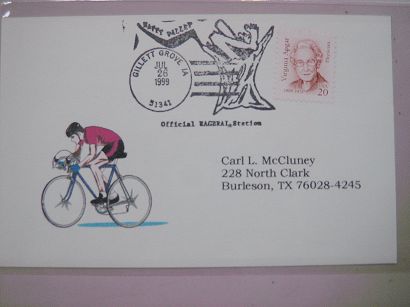 GILLETT GROVE IA
JUL
26
1999
51341
Official RAGBRAI Station
Virginia Apgar
Physician
20
Carl L. McCluney
228 North Clark
Burleson, TX 76028-4245